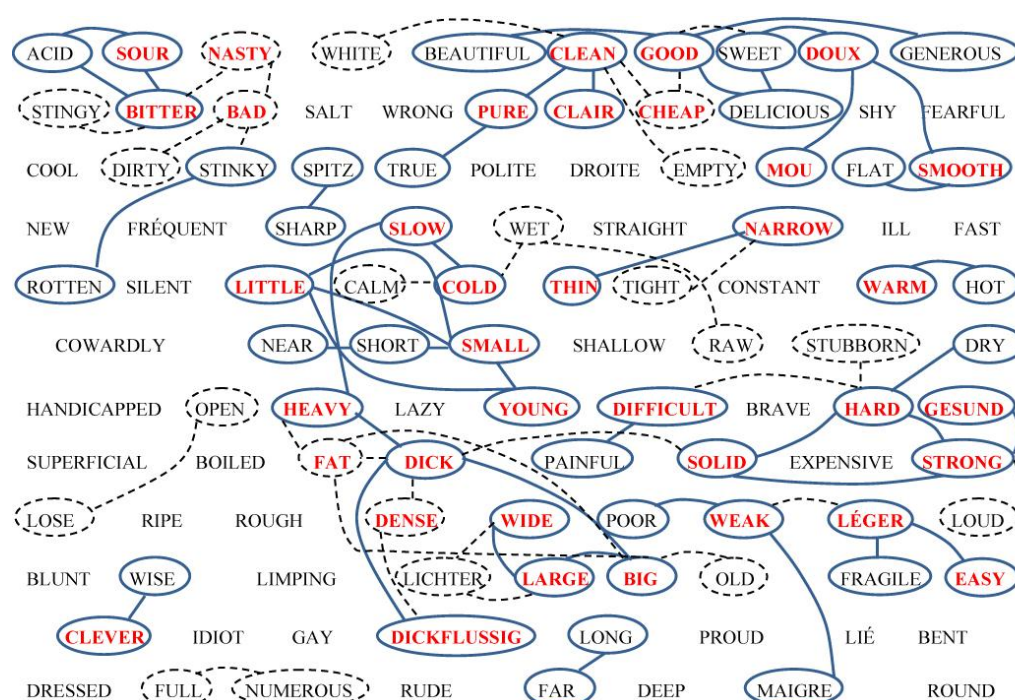 ACID SOUR NASTY WHITE BEAUTIFUL CLEAN GOOD SWEET DOUX GENEROUS
STINGY BITTER BAD SALT WRONG PURE CLAIR CHEAP DELICIOUS SHY FEARFUL
COOL DIRTY STINKY SPITZ TRUE POLITE DROITE EMPTY MOU FLAT SMOOTH
NEW FRÉQUENT SHARP SLOW WET STRAIGHT NARROW ILL FAST
ROTTEN SILENT LITTLE CALM COLD THIN TIGHT CONSTANT WARM HOT
COWARDLY NEAR SHORT SMALL SHALLOW RAW STUBBORN DRY
HANDICAPPED OPEN HEAVY LAZY YOUNG DIFFICULT BRAVE HARD GESUND
SUPERFICIAL BOILED FAT DICK PAINFUL SOLID EXPENSIVE STRONG
LOSE RIPE ROUGH DENSE WIDE POOR WEAK LÉGER LOUD
BLUNT WISE LIMPING LICHTER LARGE BIG OLD FRAGILE EASY
CLEVER IDIOT GAY DICKFLUSSIG LONG PROUD LIÉ BENT
DRESSED FULL NUMEROUS RUDE FAR DEEP MAIGRE ROUND